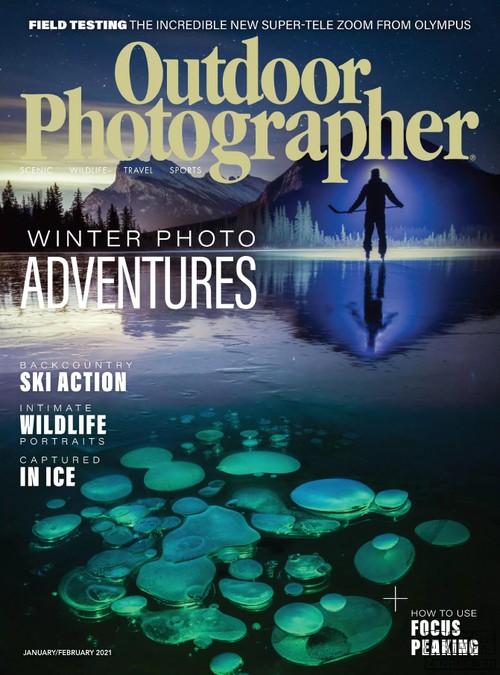 FIELD TESTING THE INCREDIBLE NEW SUPER-TELE ZOOM FROM OLYMPUS
Outdoor
Photographer®
SCENIC WILDLIFE TRAVEL SPORTS
WINTER PHOTO
ADVENTURES
BACKCOUNTRY
SKI ACTION
INTIMATE
WILDLIFE
PORTRAITS
CAPTURED
IN ICE
HOW TO USE
FOCUS
PEAKING
JANUARY/FEBRUARY 2021